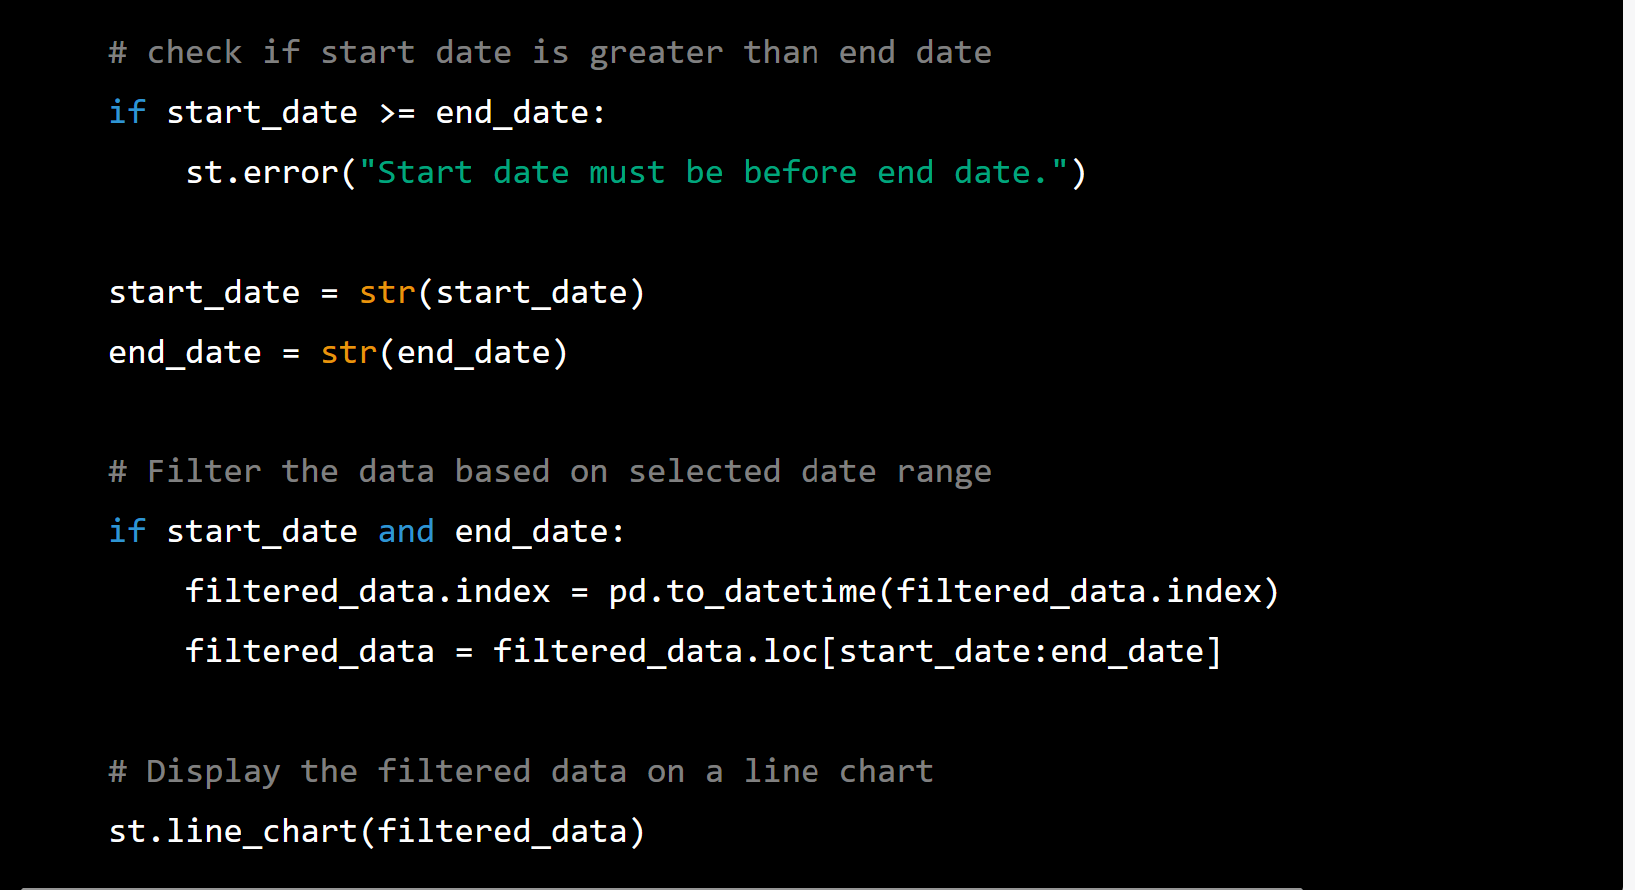 # check if start date is greater than end date
if start_date >= end_date:
    st.error("Start date must be before end date.")
start_date = str(start_date)
end_date = str(end_date)
# Filter the data based on selected date range
if start_date and end_date:
    filtered_data.index = pd.to_datetime(filtered_data.index)
    filtered_data = filtered_data.loc[start_date:end_date]
# Display the filtered data on a line chart
st.line_chart(filtered_data)